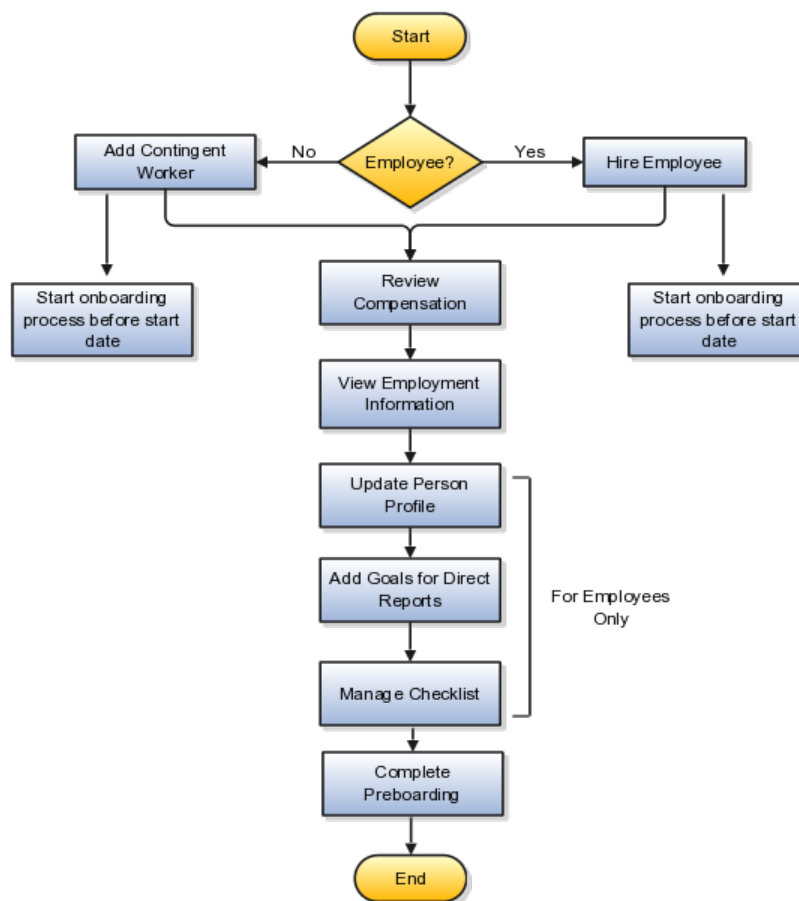 Start
Add Contingent
Worker
No
Employee?
Yes
Hire Employee
Start onboarding
process before start
date
Review
Compensation
Start onboarding
process before start
date
View Employment
Information
Update Person
Profile
Add Goals for Direct
Reports
For Employees
Only
Manage Checklist
Complete
Preboarding
End